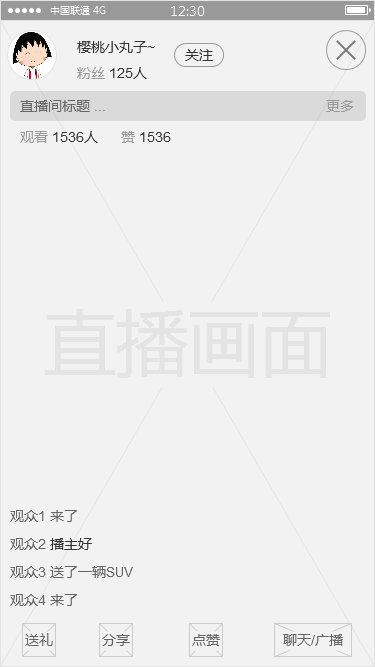 中国联通 4G 12:30
樱桃小丸子~ 关注
粉丝 125人
直播间标题 ... 更多
观看 1536人 赞 1536
直播画面
观众1 来了
观众2 播主好
观众3 送了一辆SUV
观众4 来了
送礼 分享 点赞 聊天/广播